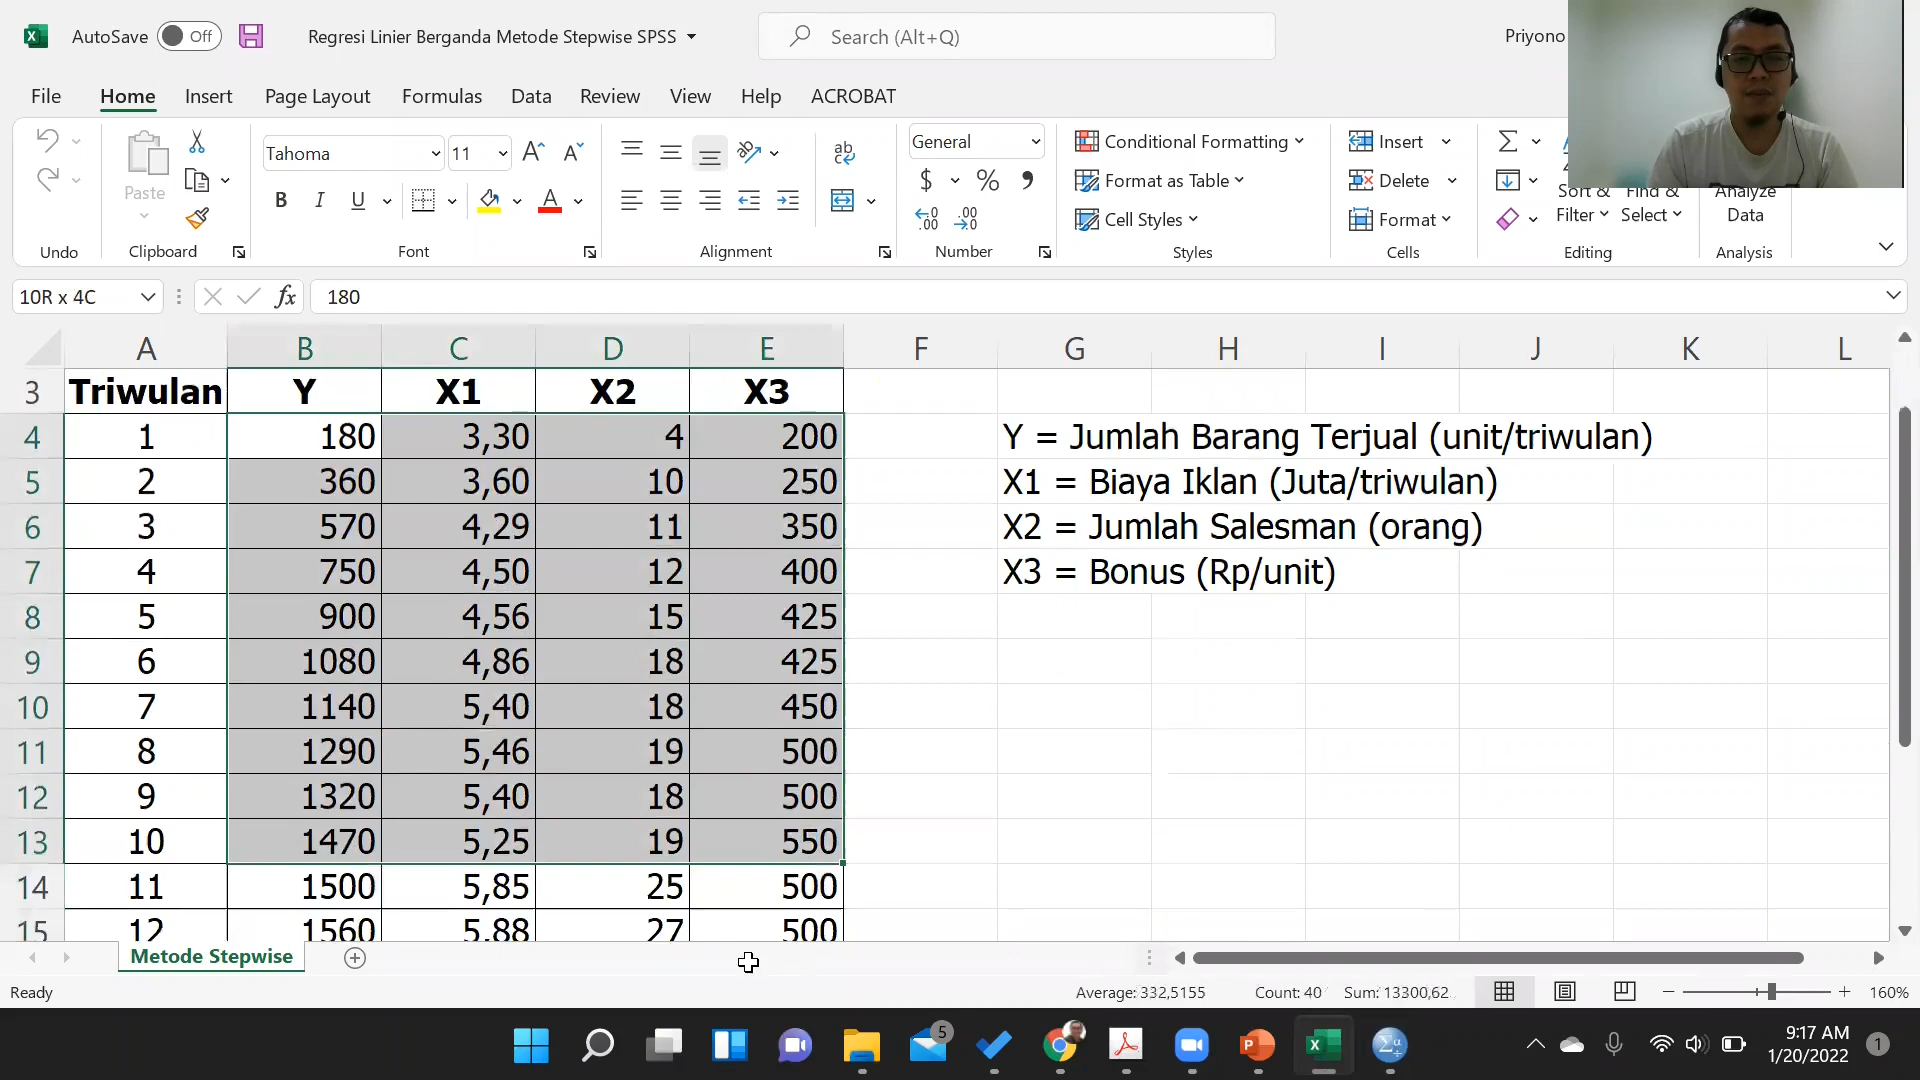 AutoSave Off Regresi Linier Berganda Metode Stepwise SPSS Search (Alt+Q) Priyono
File Home Insert Page Layout Formulas Data Review View Help ACROBAT
Paste
Tahoma 11
B I U
ab
General
$ % ,
Conditional Formatting
Format as Table
Cell Styles
Insert
Delete
Format
Sort & Filter
Find & Select
Analyze Data
Undo Clipboard Font Alignment Number Styles Cells Editing Analysis
10R x 4C fx 180
A B C D E F G H I J K L
3 Triwulan Y X1 X2 X3
4 1 180 3,30 4 200 Y = Jumlah Barang Terjual (unit/triwulan)
5 2 360 3,60 10 250 X1 = Biaya Iklan (Juta/triwulan)
6 3 570 4,29 11 350 X2 = Jumlah Salesman (orang)
7 4 750 4,50 12 400 X3 = Bonus (Rp/unit)
8 5 900 4,56 15 425
9 6 1080 4,86 18 425
10 7 1140 5,40 18 450
11 8 1290 5,46 19 500
12 9 1320 5,40 18 500
13 10 1470 5,25 19 550
14 11 1500 5,85 25 500
15 12 1560 5,88 27 500
Metode Stepwise
Ready Average: 332,5155 Count: 40 Sum: 13300,62 160%
5
9:17 AM
1/20/2022
1